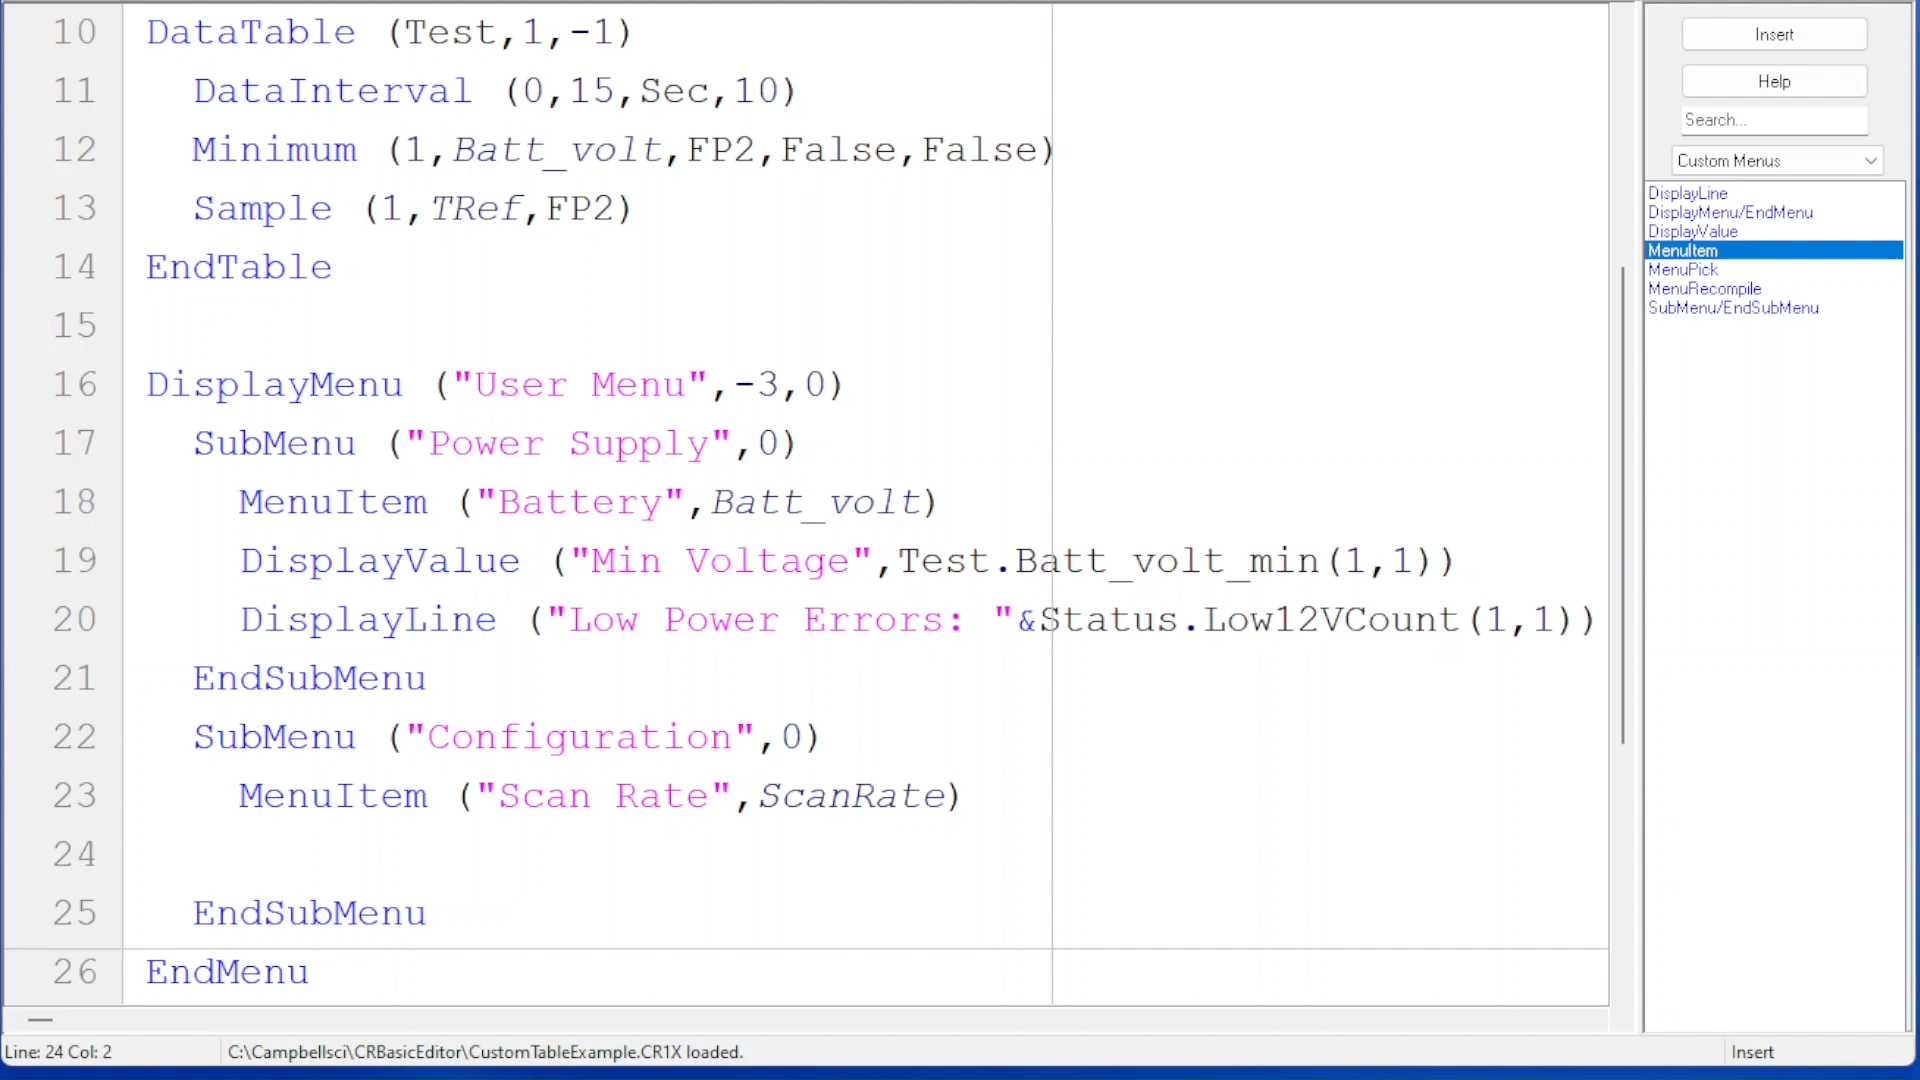 10 DataTable (Test,1,-1)
11 DataInterval (0,15,Sec,10)
12 Minimum (1,Batt_volt,FP2,False,False)
13 Sample (1,TRef,FP2)
14 EndTable
15
16 DisplayMenu ("User Menu",-3,0)
17 SubMenu ("Power Supply",0)
18 MenuItem ("Battery",Batt_volt)
19 DisplayValue ("Min Voltage",Test.Batt_volt_min(1,1))
20 DisplayLine ("Low Power Errors: "&Status.Low12VCount(1,1))
21 EndSubMenu
22 SubMenu ("Configuration",0)
23 MenuItem ("Scan Rate",ScanRate)
24
25 EndSubMenu
26 EndMenu
Insert
Help
Search...
Custom Menus
DisplayLine
DisplayMenu/EndMenu
DisplayValue
MenuItem
MenuPick
MenuRecompile
SubMenu/EndSubMenu
Line: 24 Col: 2
C:\Campbellsci\CRBasicEditor\CustomTableExample.CR1X loaded.
Insert